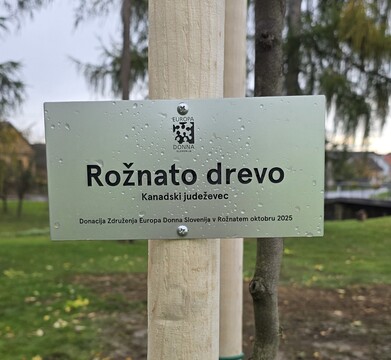 EUROPA
DONNA
Rožnato drevo
Kanadski judeževec
Donacija Združenja Europa Donna Slovenija v Rožnatem oktobru 2025